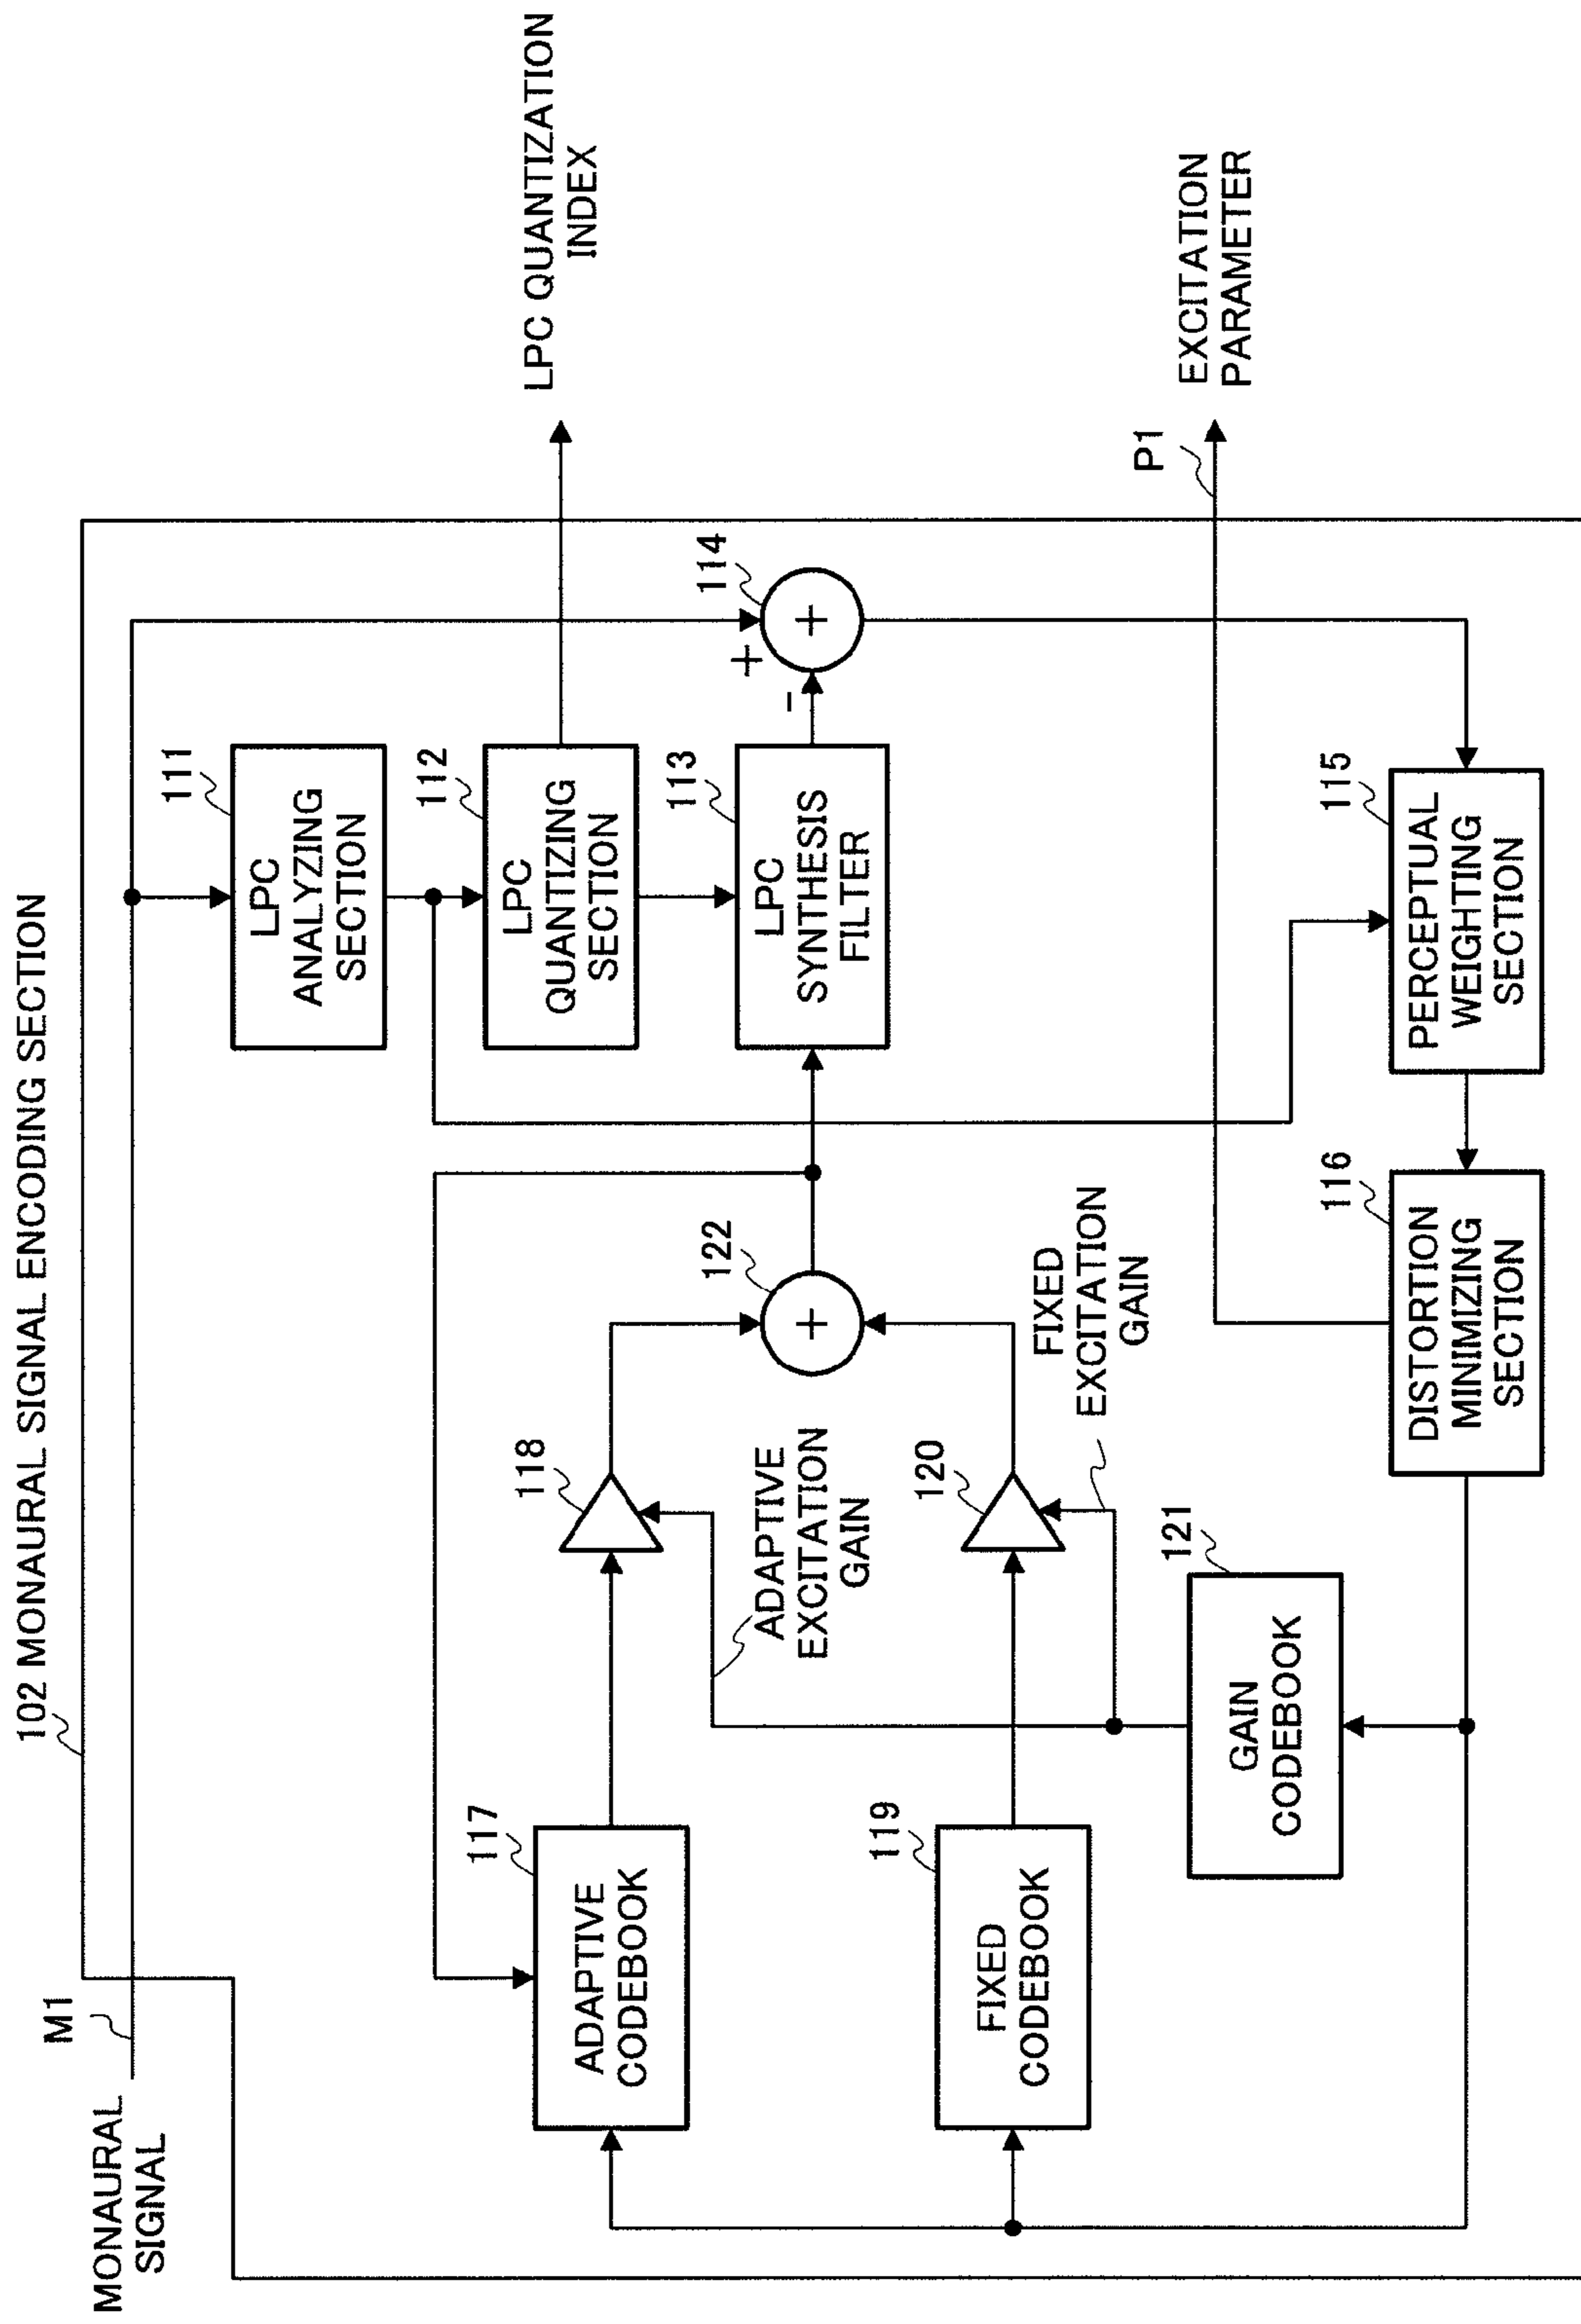 102 MONAURAL SIGNAL ENCODING SECTION
MONAURAL
SIGNAL
M1
111
LPC
ANALYZING
SECTION
112
LPC
QUANTIZING
SECTION
LPC QUANTIZATION
INDEX
117
ADAPTIVE
CODEBOOK
118
ADAPTIVE
EXCITATION
GAIN
122
+
113
LPC
SYNTHESIS
FILTER
114
+
-
+
119
FIXED
CODEBOOK
120
FIXED
EXCITATION
GAIN
121
GAIN
CODEBOOK
P1
EXCITATION
PARAMETER
116
DISTORTION
MINIMIZING
SECTION
115
PERCEPTUAL
WEIGHTING
SECTION